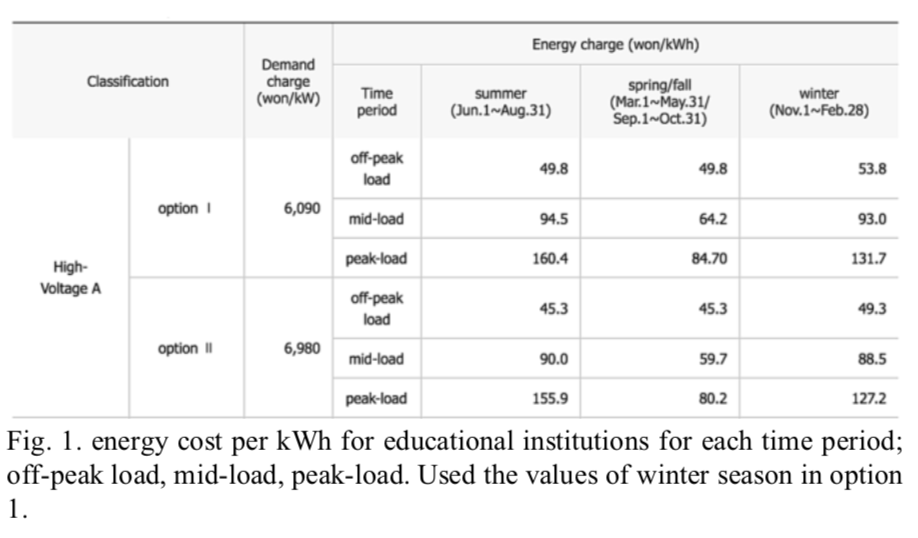 Classification
Demand
charge
(won/kW)
Energy charge (won/kWh)
Time
period
summer
(Jun.1~Aug.31)
spring/fall
(Mar.1~May.31/
Sep.1~Oct.31)
winter
(Nov.1~Feb.28)
High-
Voltage A
option I
6,090
off-peak
load
49.8
49.8
53.8
mid-load
94.5
64.2
93.0
peak-load
160.4
84.70
131.7
option II
6,980
off-peak
load
45.3
45.3
49.3
mid-load
90.0
59.7
88.5
peak-load
155.9
80.2
127.2
Fig. 1. energy cost per kWh for educational institutions for each time period;
off-peak load, mid-load, peak-load. Used the values of winter season in option
1.